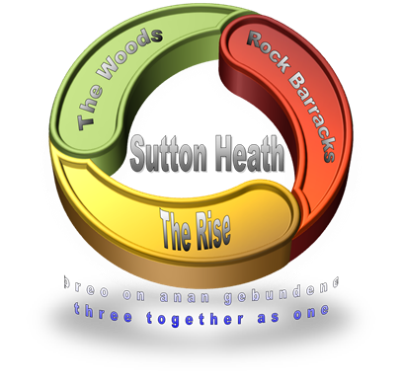 The Woods
Rock Barracks
Sutton Heath
The Rise
þreo on anan gebundene
three together as one